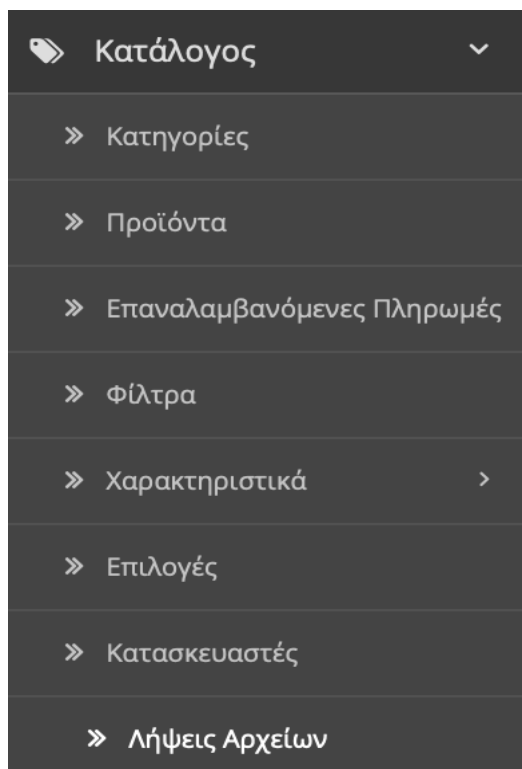 Κατάλογος
Κατηγορίες
Προϊόντα
Επαναλαμβανόμενες Πληρωμές
Φίλτρα
Χαρακτηριστικά
Επιλογές
Κατασκευαστές
Λήψεις Αρχείων